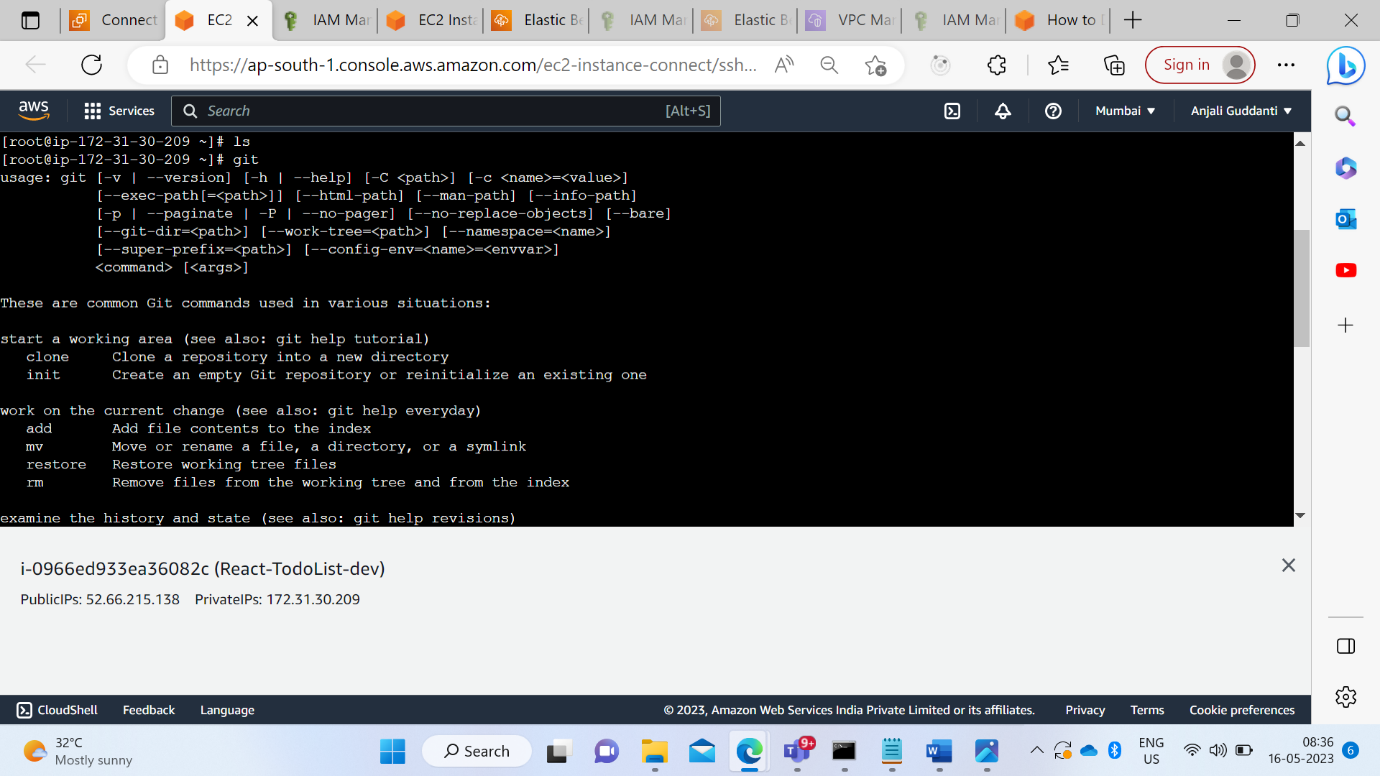 Connect
EC2
IAM Mar
EC2 Inst
Elastic Be
IAM Mar
Elastic Be
VPC Mar
IAM Mar
How to
https://ap-south-1.console.aws.amazon.com/ec2-instance-connect/ssh...
Sign in
aws
Services
Search
[Alt+S]
Mumbai
Anjali Guddanti
[root@ip-172-31-30-209 ~]# ls
[root@ip-172-31-30-209 ~]# git
usage: git [-v | --version] [-h | --help] [-C <path>] [-c <name>=<value>]
[--exec-path[=<path>]] [--html-path] [--man-path] [--info-path]
[-p | --paginate | -P | --no-pager] [--no-replace-objects] [--bare]
[--git-dir=<path>] [--work-tree=<path>] [--namespace=<name>]
[--super-prefix=<path>] [--config-env=<name>=<envvar>]
<command> [<args>]
These are common Git commands used in various situations:
start a working area (see also: git help tutorial)
clone Clone a repository into a new directory
init Create an empty Git repository or reinitialize an existing one
work on the current change (see also: git help everyday)
add Add file contents to the index
mv Move or rename a file, a directory, or a symlink
restore Restore working tree files
rm Remove files from the working tree and from the index
examine the history and state (see also: git help revisions)
i-0966ed933ea36082c (React-TodoList-dev)
PublicIPs: 52.66.215.138 PrivateIPs: 172.31.30.209
CloudShell
Feedback
Language
© 2023, Amazon Web Services India Private Limited or its affiliates.
Privacy
Terms
Cookie preferences
32°C
Mostly sunny
Search
9+
ENG
US
08:36
16-05-2023
6